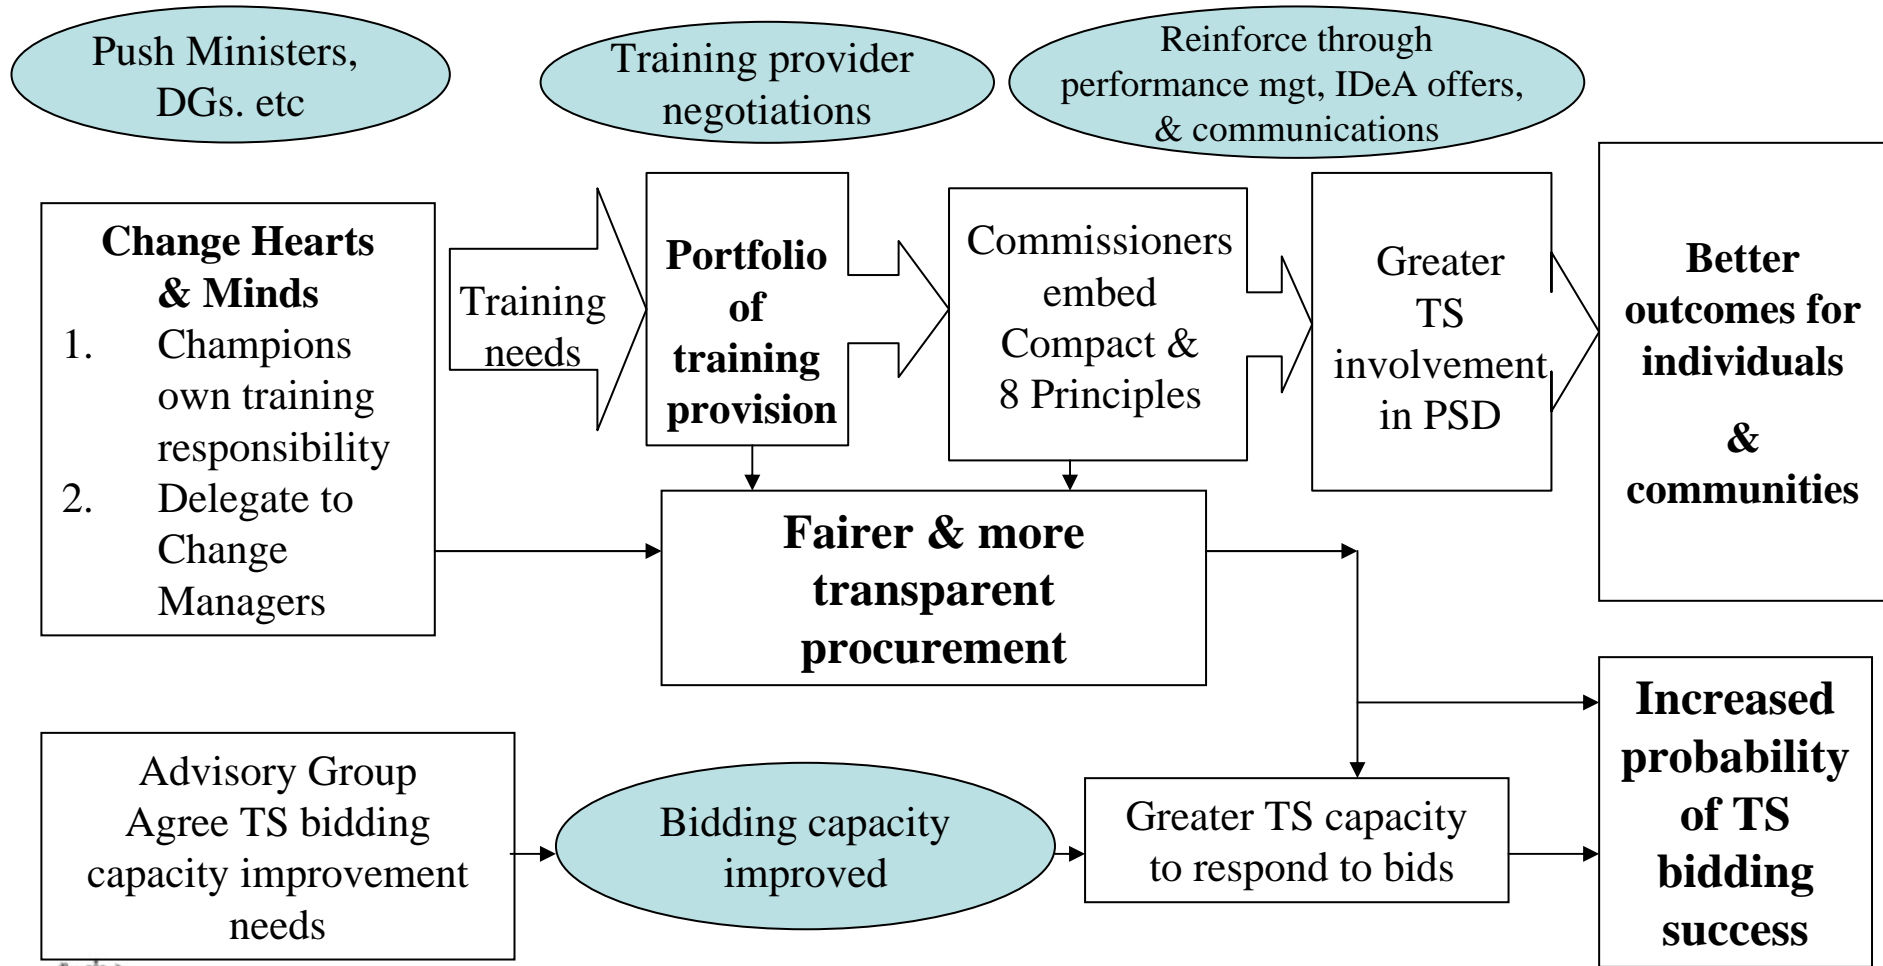 Push Ministers,
DGs. etc
Training provider
negotiations
Reinforce through
performance mgt, IDeA offers,
& communications
Change Hearts
& Minds
1. Champions
own training
responsibility
2. Delegate to
Change
Managers
Training
needs
Portfolio
of
training
provision
Commissioners
embed
Compact &
8 Principles
Greater
TS
involvement
in PSD
Better
outcomes for
individuals
&
communities
Fairer & more
transparent
procurement
Advisory Group
Agree TS bidding
capacity improvement
needs
Bidding capacity
improved
Greater TS capacity
to respond to bids
Increased
probability
of TS
bidding
success